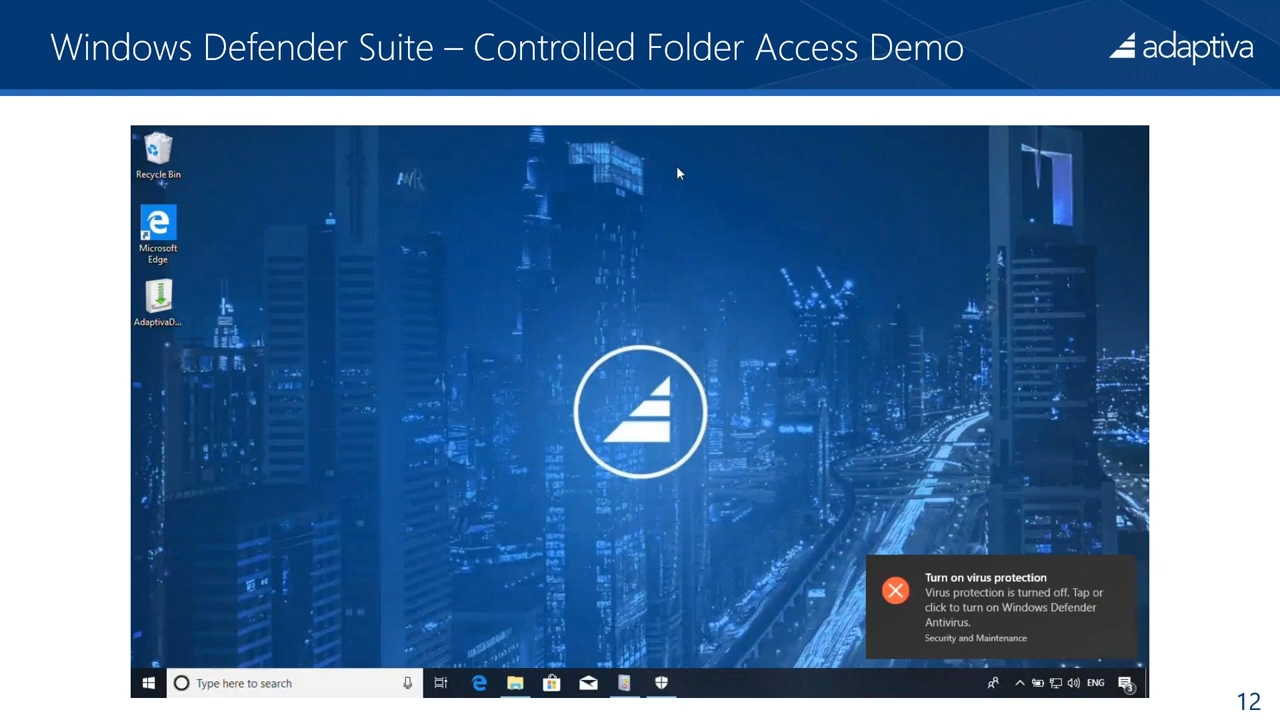 Windows Defender Suite – Controlled Folder Access Demo
adaptiva
Recycle Bin
Microsoft
Edge
AdaptivaD...
Turn on virus protection
Virus protection is turned off. Tap or
click to turn on Windows Defender
Antivirus.
Security and Maintenance
Type here to search
ENG
3
12